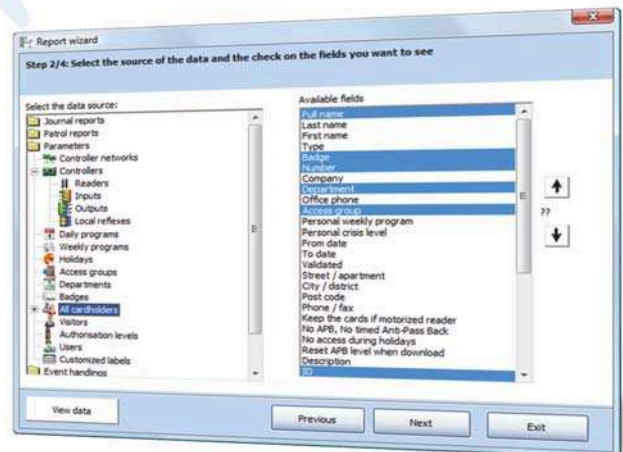 Report wizard
Step 2/4: Select the source of the data and the check on the fields you want to see
Select the data source:
Journal reports
Patrol reports
Parameters
Controller networks
Controllers
Readers
Inputs
Outputs
Local reflexes
Daily programs
Weekly programs
Holidays
Access groups
Departments
Badges
All cardholders
Visitors
Authorisation levels
Users
Customized labels
Event handlings
Available fields
Full name
Last name
First name
Type
Badge
Number
Company
Department
Office phone
Access group
Personal weekly program
Personal crisis level
From date
To date
Validated
Street / apartment
City / district
Post code
Phone / fax
Keep the cards if motorized reader
No APB, No timed Anti-Pass Back
No access during holidays
Reset APB level when download
Description
ID
??
View data
Previous
Next
Exit